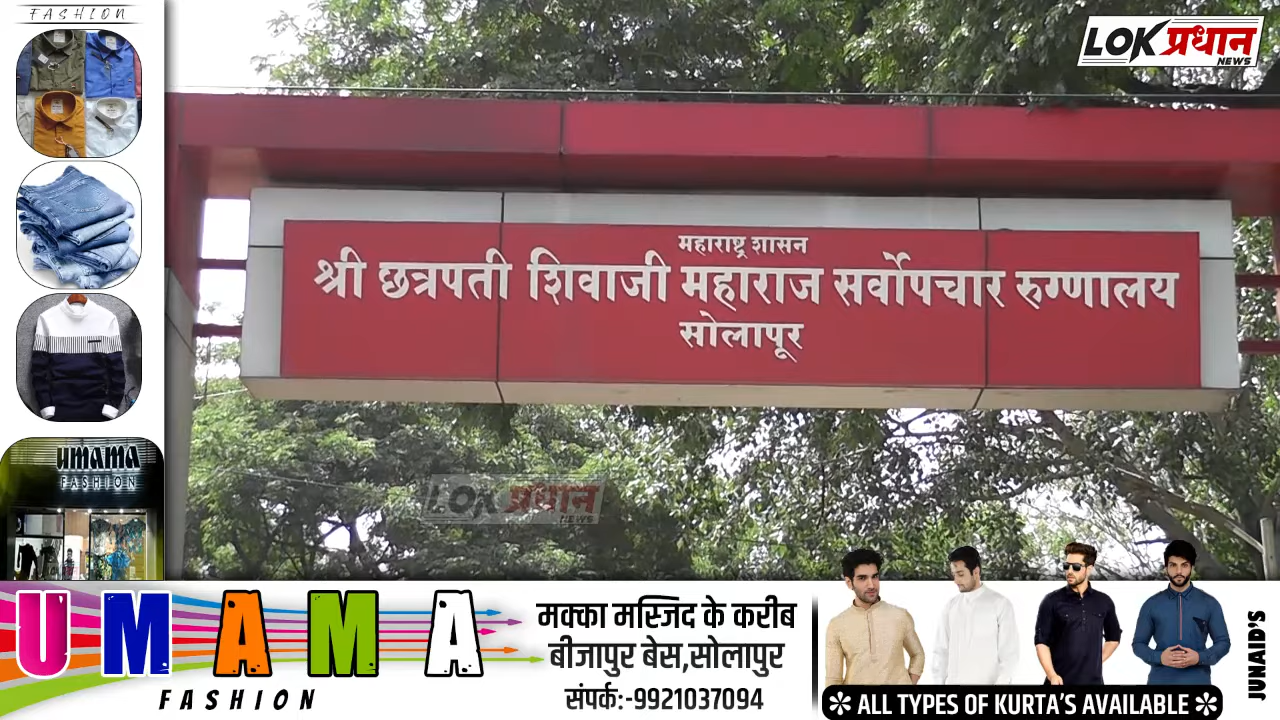 FASHION
LOK प्रधान
NEWS
महाराष्ट्र शासन
श्री छत्रपती शिवाजी महाराज सर्वोपचार रुग्णालय
सोलापूर
LOK प्रधान
NEWS
UMAMA
FASHION
UMAMA
FASHION
मक्का मस्जिद के करीब
बीजापुर बेस,सोलापुर
संपर्क:-9921037094
✻ ALL TYPES OF KURTA'S AVAILABLE ✻
JUNAID'S